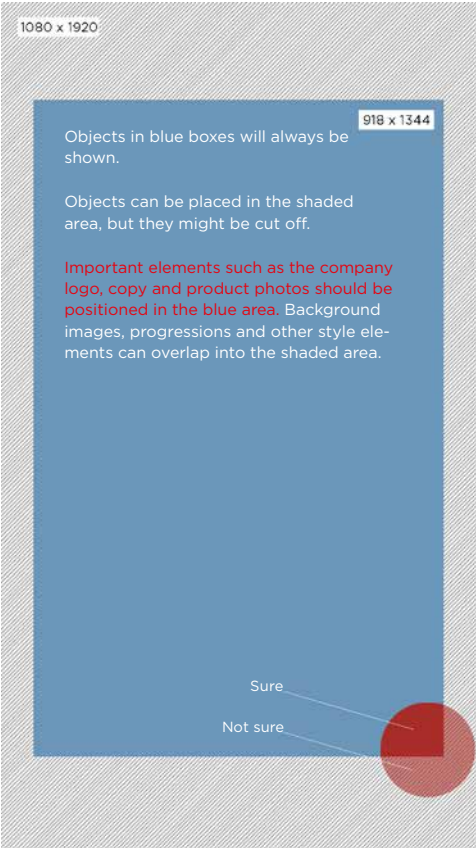 1080 x 1920
918 x 1344
Objects in blue boxes will always be
shown.
Objects can be placed in the shaded
area, but they might be cut off.
Important elements such as the company
logo, copy and product photos should be
positioned in the blue area. Background
images, progressions and other style ele-
ments can overlap into the shaded area.
Sure
Not sure